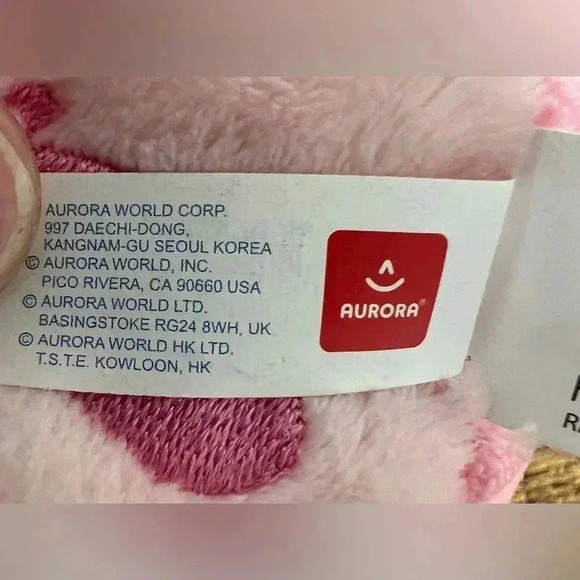 AURORA WORLD CORP.
997 DAECHI-DONG,
KANGNAM-GU SEOUL KOREA
© AURORA WORLD, INC.
PICO RIVERA, CA 90660 USA
© AURORA WORLD LTD.
BASINGSTOKE RG24 8WH, UK
© AURORA WORLD HK LTD.
T.S.T.E. KOWLOON, HK
AURORA®